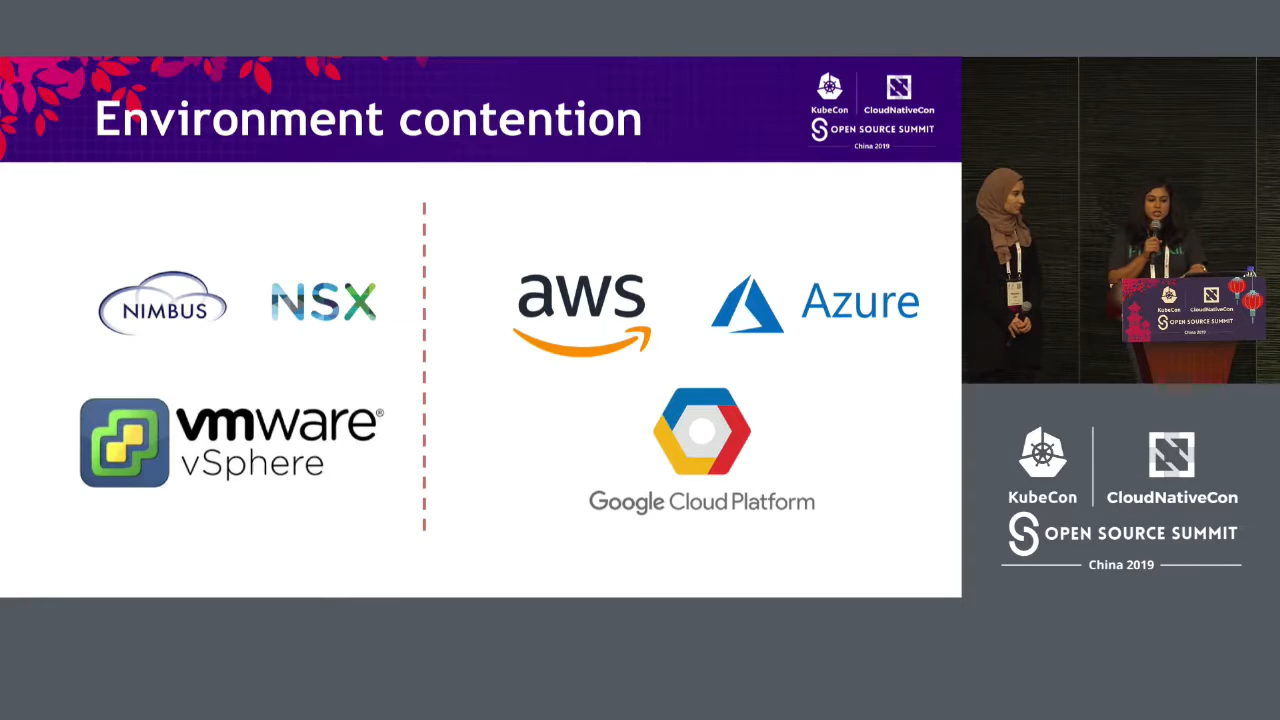 Environment contention
KubeCon
CloudNativeCon
OPEN SOURCE SUMMIT
China 2019
NIMBUS
NSX
aws
Azure
vmware®
vSphere
Google Cloud Platform
KubeCon
CloudNativeCon
OPEN SOURCE SUMMIT
China 2019
KubeCon
CloudNativeCon
OPEN SOURCE SUMMIT
China 2019